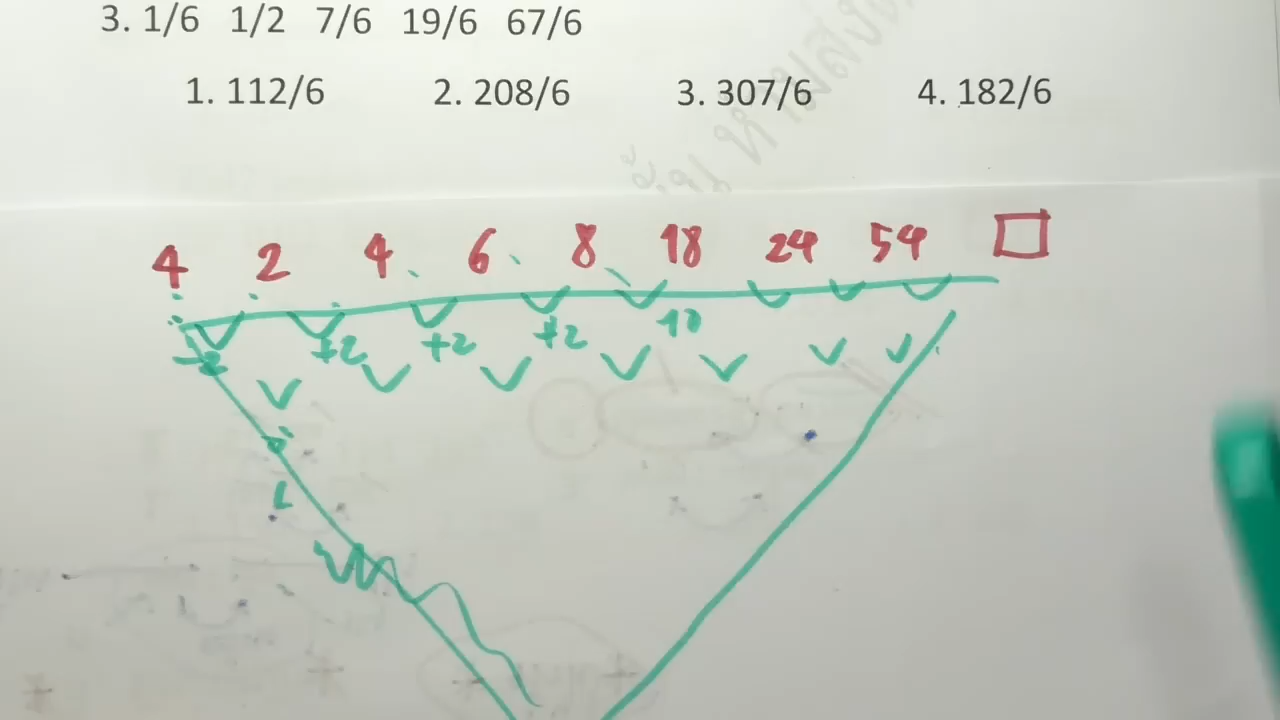 3. 1/6 1/2 7/6 19/6 67/6
1. 112/6 2. 208/6 3. 307/6 4. 182/6
4 2 4 6 8 18 24 54
-2 +2 +2 +2 10